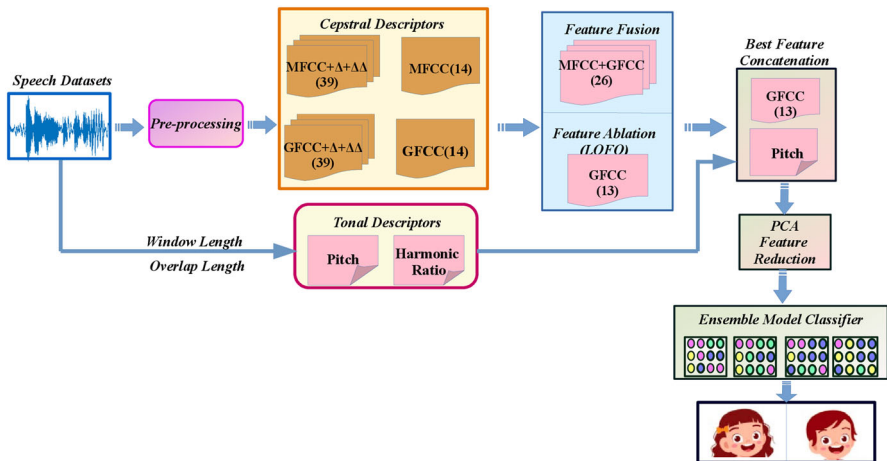 Speech Datasets
Pre-processing
Cepstral Descriptors
MFCC+Δ+ΔΔ
(39)
MFCC(14)
GFCC+Δ+ΔΔ
(39)
GFCC(14)
Window Length
Overlap Length
Tonal Descriptors
Pitch
Harmonic
Ratio
Feature Fusion
MFCC+GFCC
(26)
Feature Ablation
(LOFO)
GFCC
(13)
Best Feature
Concatenation
GFCC
(13)
Pitch
PCA
Feature
Reduction
Ensemble Model Classifier